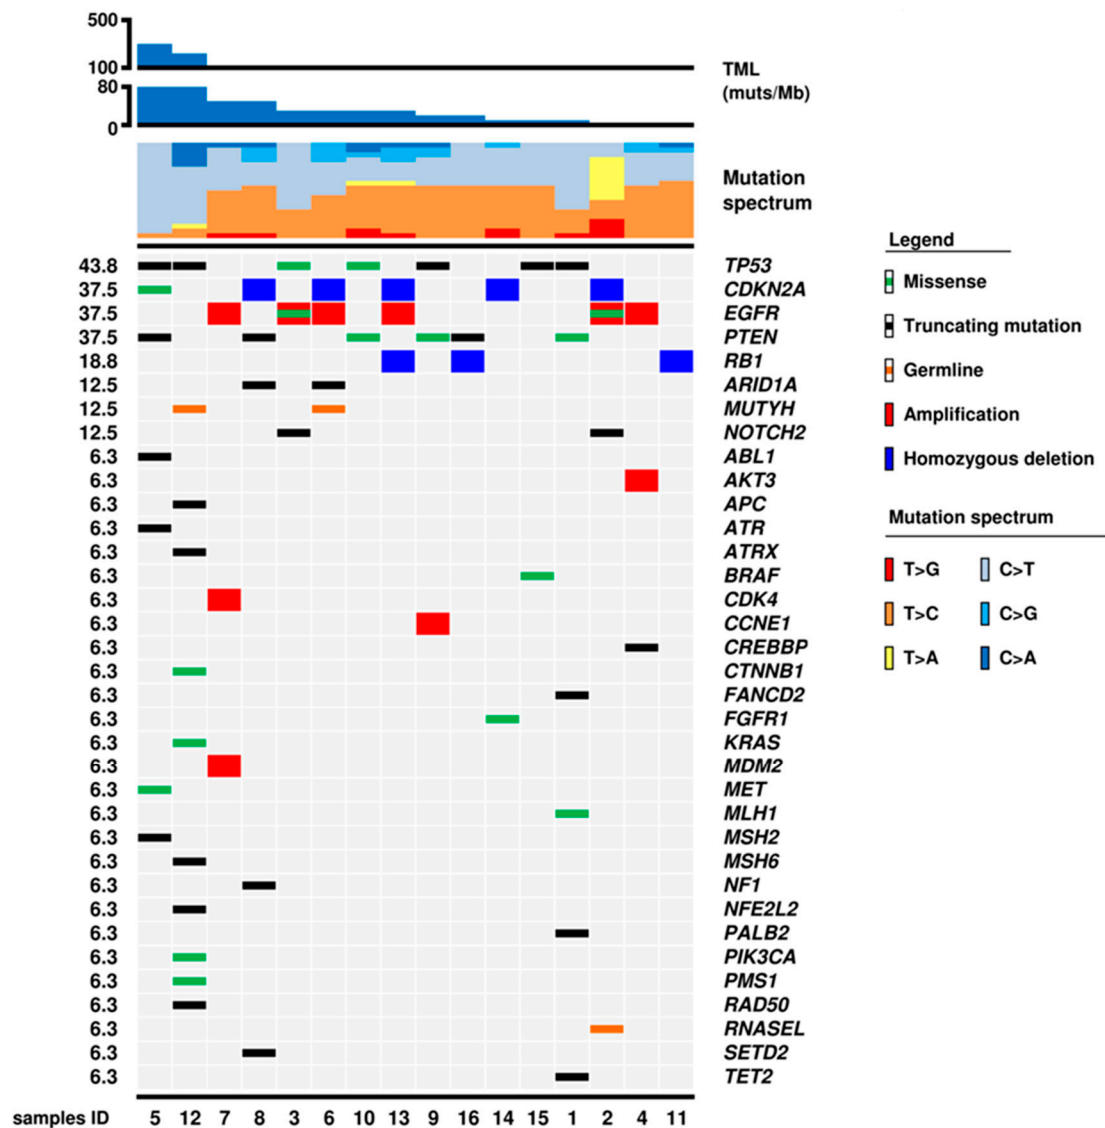 500
100
TML
(muts/Mb)
80
0
Mutation
spectrum
43.8 TP53
37.5 CDKN2A
37.5 EGFR
37.5 PTEN
18.8 RB1
12.5 ARID1A
12.5 MUTYH
12.5 NOTCH2
6.3 ABL1
6.3 AKT3
6.3 APC
6.3 ATR
6.3 ATRX
6.3 BRAF
6.3 CDK4
6.3 CCNE1
6.3 CREBBP
6.3 CTNNB1
6.3 FANCD2
6.3 FGFR1
6.3 KRAS
6.3 MDM2
6.3 MET
6.3 MLH1
6.3 MSH2
6.3 MSH6
6.3 NF1
6.3 NFE2L2
6.3 PALB2
6.3 PIK3CA
6.3 PMS1
6.3 RAD50
6.3 RNASEL
6.3 SETD2
6.3 TET2
samples ID 5 12 7 8 3 6 10 13 9 16 14 15 1 2 4 11
Legend
Missense
Truncating mutation
Germline
Amplification
Homozygous deletion
Mutation spectrum
T>G C>T
T>C C>G
T>A C>A